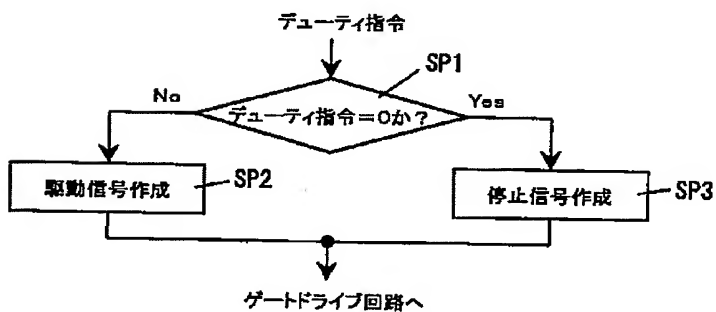 デューティ指令
SP1
No
デューティ指令=0か?
Yes
駆動信号作成
SP2
停止信号作成
SP3
ゲートドライブ回路へ